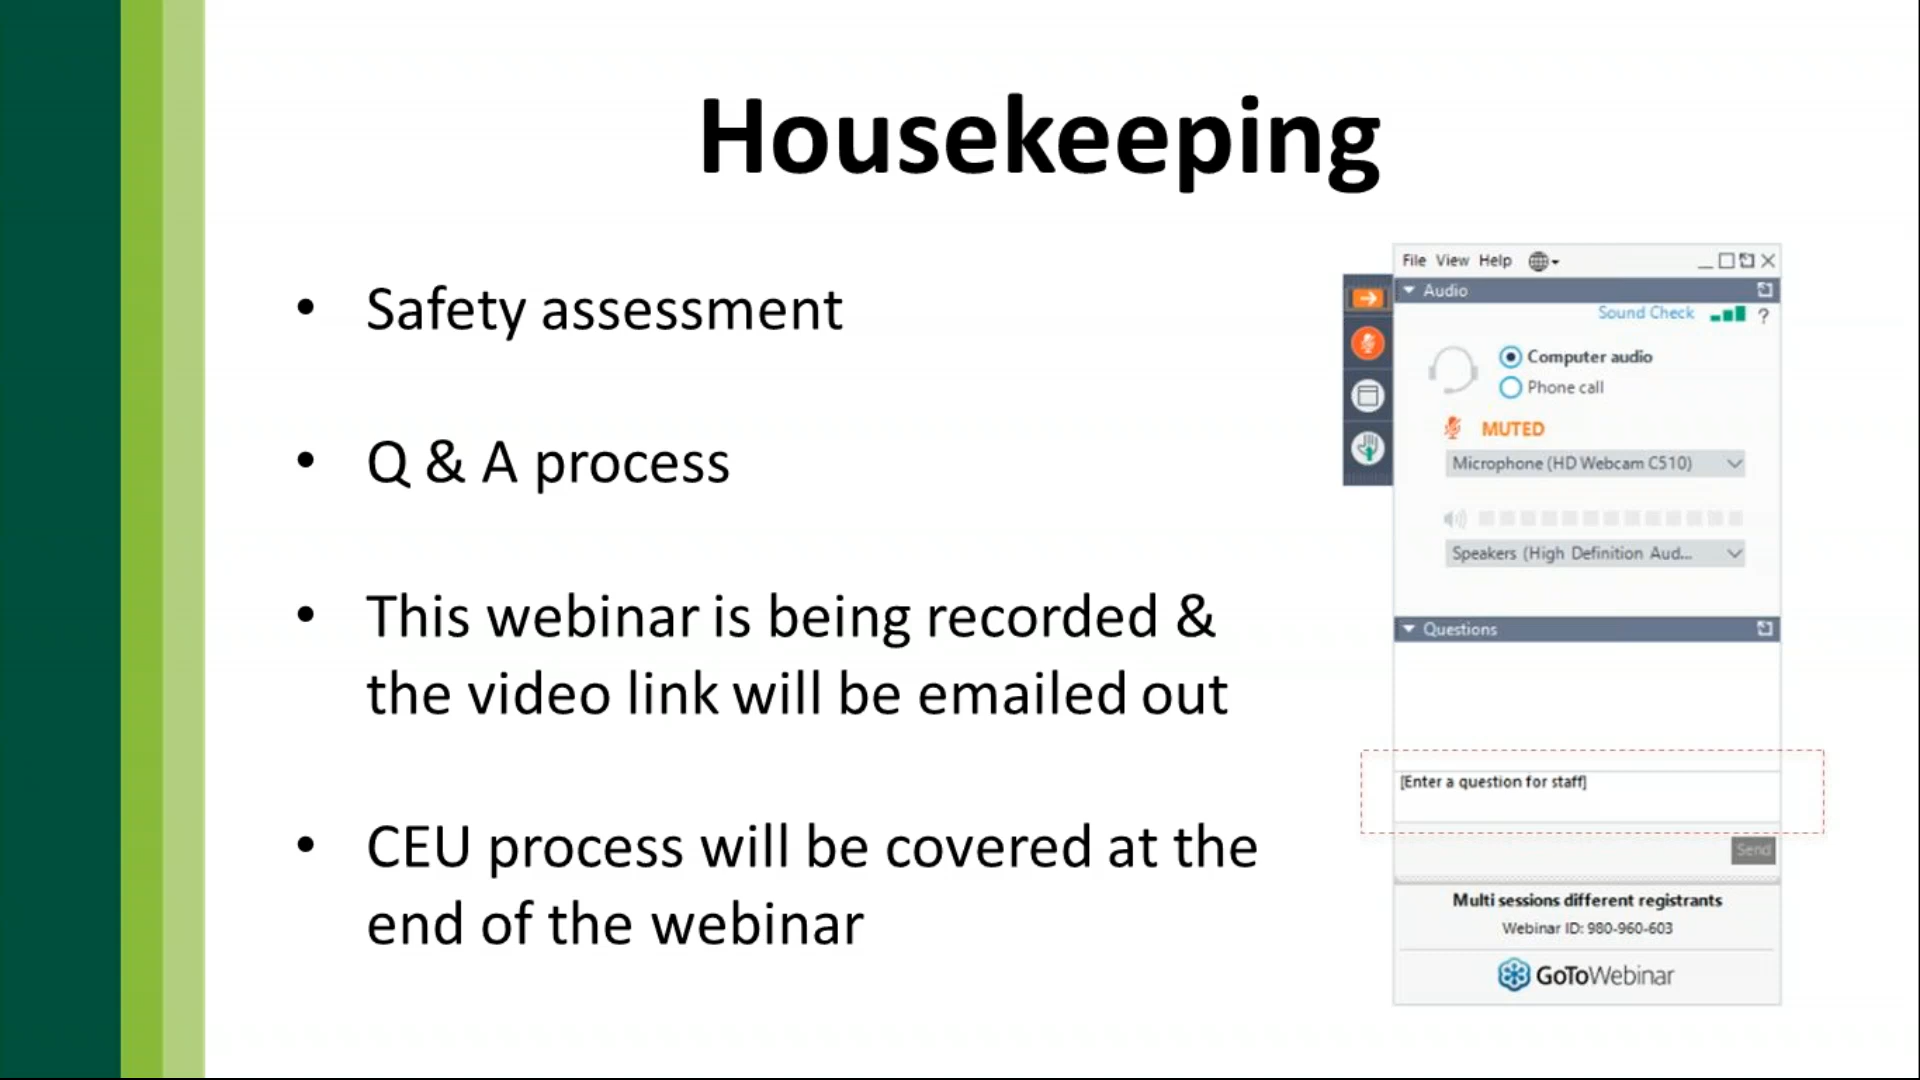 Housekeeping
• Safety assessment
• Q & A process
• This webinar is being recorded &
the video link will be emailed out
• CEU process will be covered at the
end of the webinar
File View Help
Audio
Sound Check ?
Computer audio
Phone call
MUTED
Microphone (HD Webcam C510)
Speakers (High Definition Aud...
Questions
[Enter a question for staff]
Send
Multi sessions different registrants
Webinar ID: 980-960-603
GoToWebinar